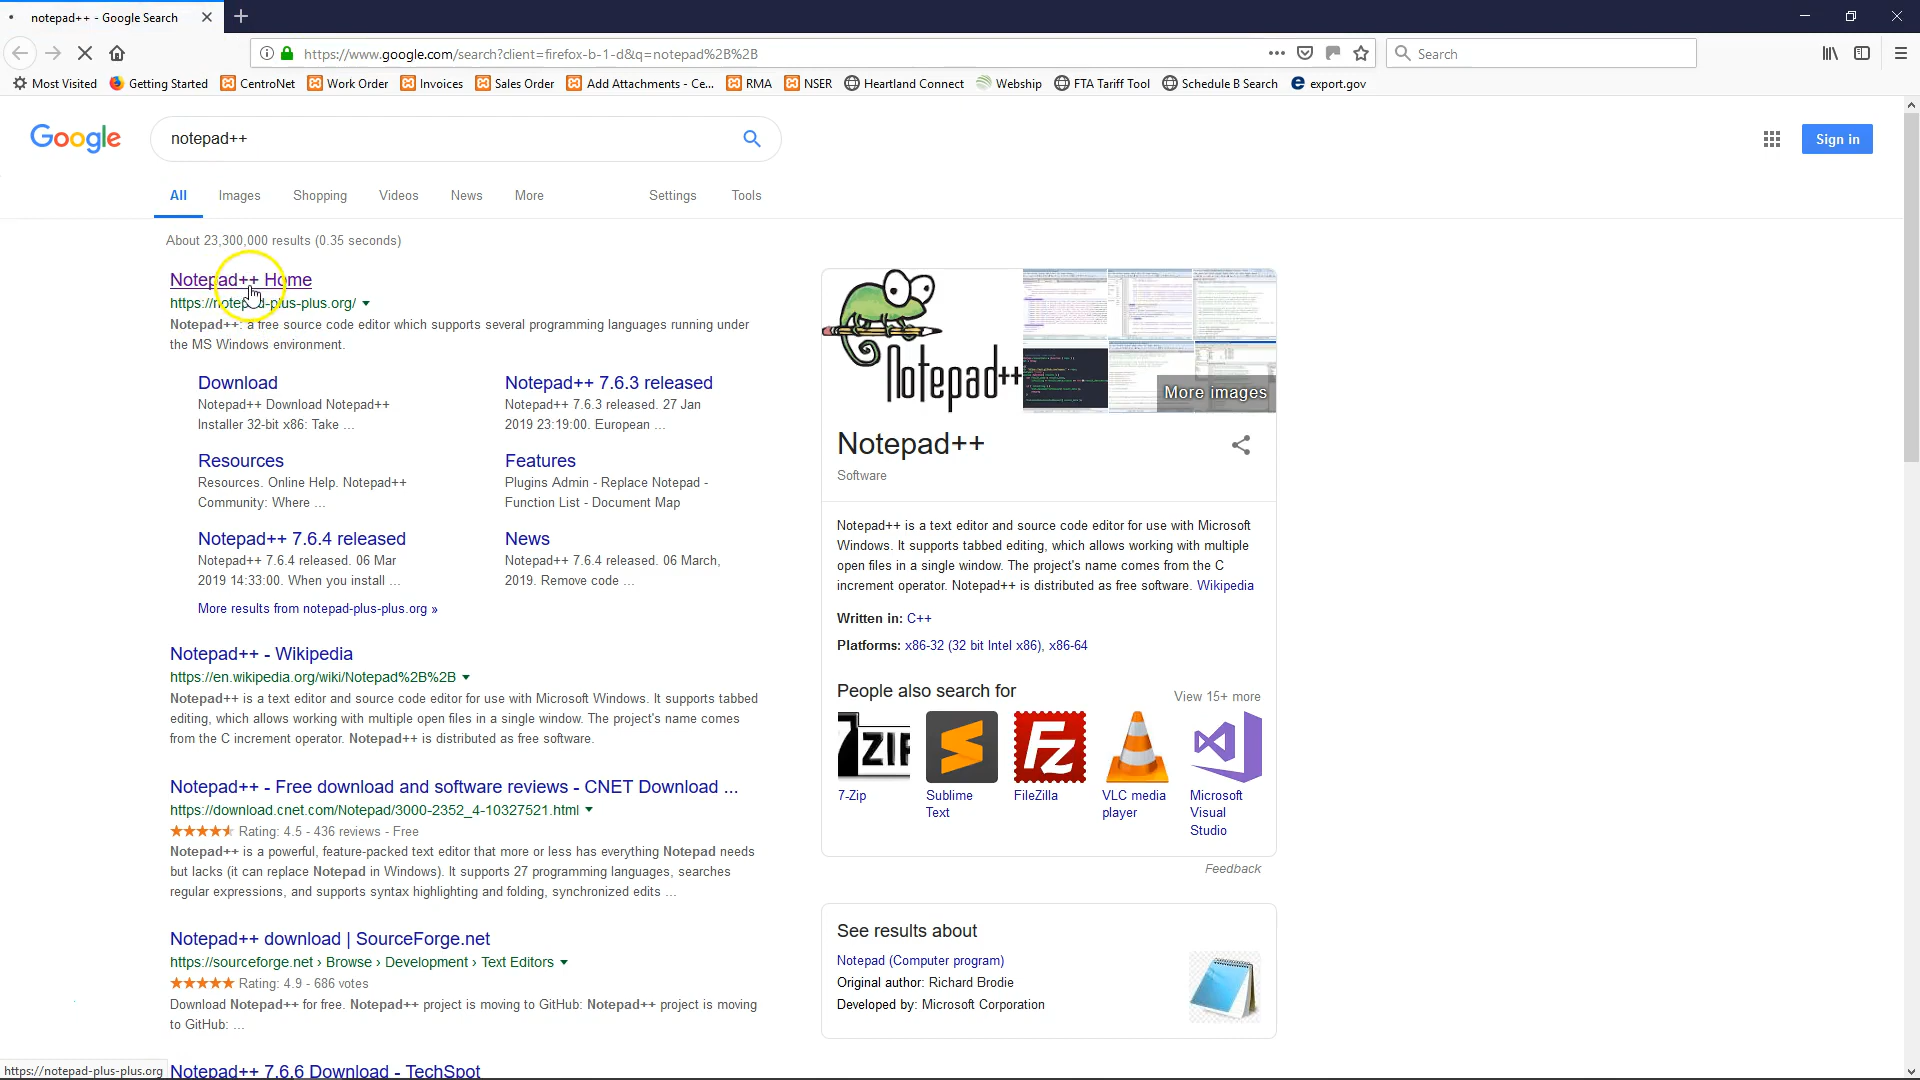 notepad++ - Google Search
https://www.google.com/search?client=firefox-b-1-d&q=notepad%2B%2B
Search
Most Visited Getting Started CentroNet Work Order Invoices Sales Order Add Attachments - Ce... RMA NSER Heartland Connect Webship FTA Tariff Tool Schedule B Search export.gov
Google
notepad++
Sign in
All Images Shopping Videos News More Settings Tools
About 23,300,000 results (0.35 seconds)
Notepad++ Home
https://notepad-plus-plus.org/
Notepad++: a free source code editor which supports several programming languages running under
the MS Windows environment.
Download
Notepad++ Download Notepad++
Installer 32-bit x86: Take ...
Notepad++ 7.6.3 released
Notepad++ 7.6.3 released. 27 Jan
2019 23:19:00. European ...
Resources
Resources. Online Help. Notepad++
Community: Where ...
Features
Plugins Admin - Replace Notepad -
Function List - Document Map
Notepad++ 7.6.4 released
Notepad++ 7.6.4 released. 06 Mar
2019 14:33:00. When you install ...
News
Notepad++ 7.6.4 released. 06 March,
2019. Remove code ...
More results from notepad-plus-plus.org »
Notepad++ - Wikipedia
https://en.wikipedia.org/wiki/Notepad%2B%2B
Notepad++ is a text editor and source code editor for use with Microsoft Windows. It supports tabbed
editing, which allows working with multiple open files in a single window. The project's name comes
from the C increment operator. Notepad++ is distributed as free software.
Notepad++ - Free download and software reviews - CNET Download ...
https://download.cnet.com/Notepad/3000-2352_4-10327521.html
Rating: 4.5 - 436 reviews - Free
Notepad++ is a powerful, feature-packed text editor that more or less has everything Notepad needs
but lacks (it can replace Notepad in Windows). It supports 27 programming languages, searches
regular expressions, and supports syntax highlighting and folding, synchronized edits ...
Notepad++ download | SourceForge.net
https://sourceforge.net › Browse › Development › Text Editors
Rating: 4.9 - 686 votes
Download Notepad++ for free. Notepad++ project is moving to GitHub: Notepad++ project is moving
to GitHub: ...
Notepad++ 7.6.6 Download - TechSpot
https://notepad-plus-plus.org
Notepad++
More images
Notepad++
Software
Notepad++ is a text editor and source code editor for use with Microsoft
Windows. It supports tabbed editing, which allows working with multiple
open files in a single window. The project's name comes from the C
increment operator. Notepad++ is distributed as free software. Wikipedia
Written in: C++
Platforms: x86-32 (32 bit Intel x86), x86-64
People also search for
View 15+ more
7ZIP
Fz
7-Zip
Sublime
Text
FileZilla
VLC media
player
Microsoft
Visual
Studio
Feedback
See results about
Notepad (Computer program)
Original author: Richard Brodie
Developed by: Microsoft Corporation